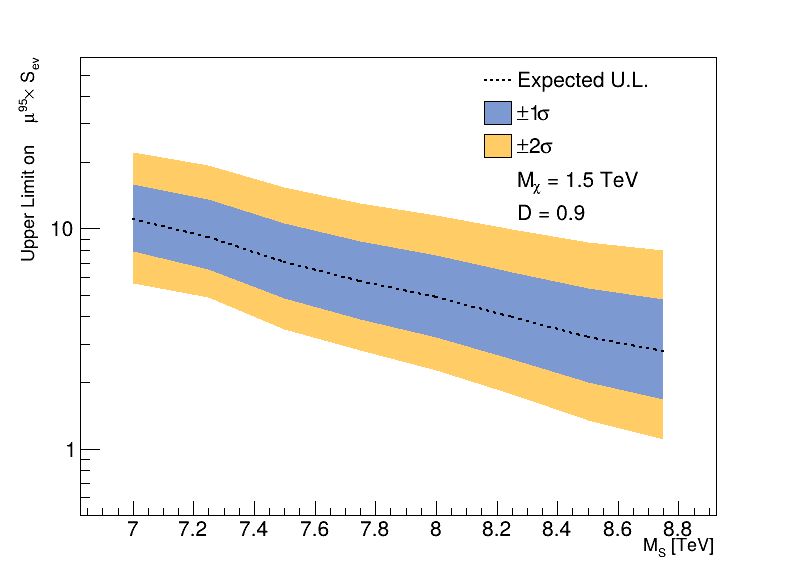 Upper Limit on μ⁹⁵× S_ev
Expected U.L.
±1σ
±2σ
M_χ = 1.5 TeV
D = 0.9
10
1
7 7.2 7.4 7.6 7.8 8 8.2 8.4 8.6 8.8
M_S [TeV]